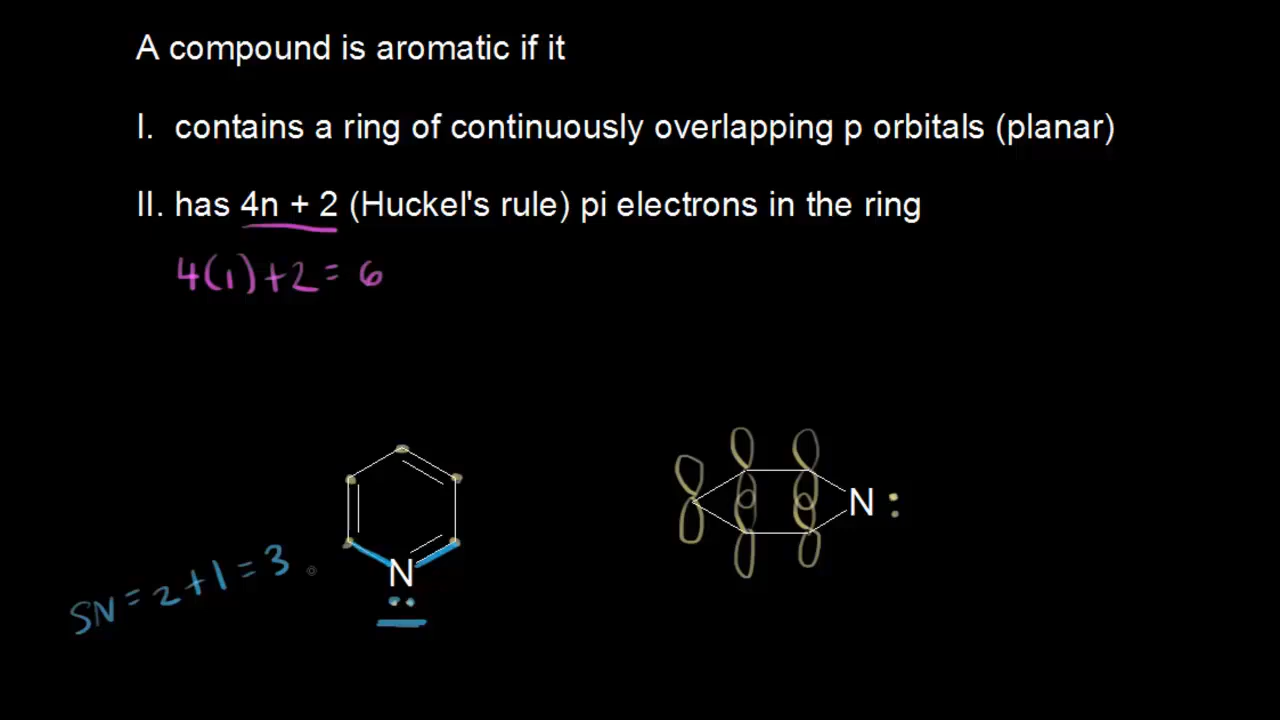 A compound is aromatic if it
I. contains a ring of continuously overlapping p orbitals (planar)
II. has 4n + 2 (Huckel's rule) pi electrons in the ring
4(1)+2= 6
N :
SN = 2+1=3
N